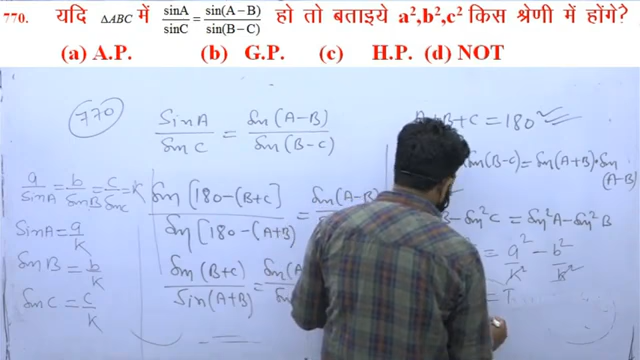 770. यदि ΔABC में sinA/sinC = sin(A−B)/sin(B−C) हो तो बताइये a²,b²,c² किस श्रेणी में होंगे?
(a) A.P. (b) G.P. (c) H.P. (d) NOT
770
SinA/SinC = Sin(A−B)/Sin(B−C)
a/SinA = b/SinB = c/SinC = K
SinA = a/K
SinB = b/K
SinC = c/K
Sin[180−(B+C]/Sin[180−(A+B) = Sin(A−B)
Sin(B+C)/Sin(A+B) =
A+B+C = 180°
Sin(B−C) = Sin(A+B)·Sin(A−B)
B − Sin²C = Sin²A − Sin²B
= a²/K² − b²/K²
=